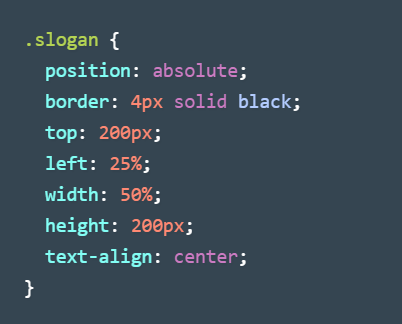 .slogan {
  position: absolute;
  border: 4px solid black;
  top: 200px;
  left: 25%;
  width: 50%;
  height: 200px;
  text-align: center;
}